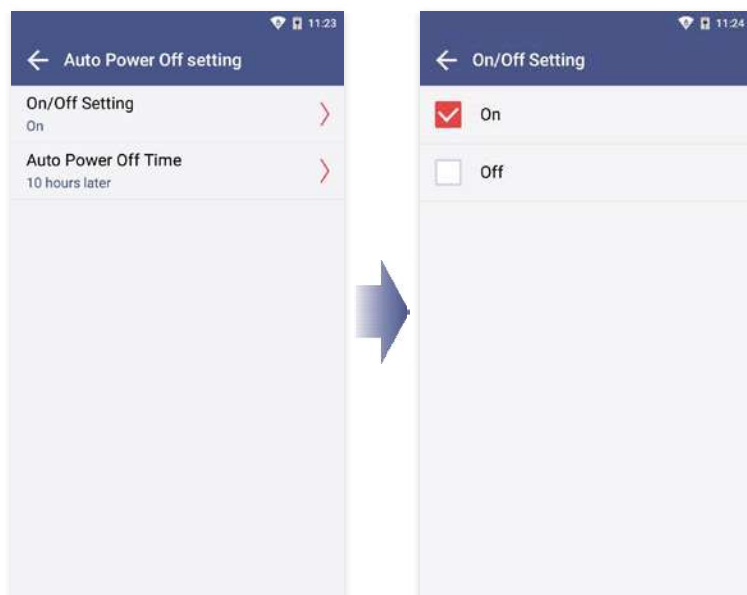 11:23
Auto Power Off setting
On/Off Setting
On
Auto Power Off Time
10 hours later
11:24
On/Off Setting
On
Off